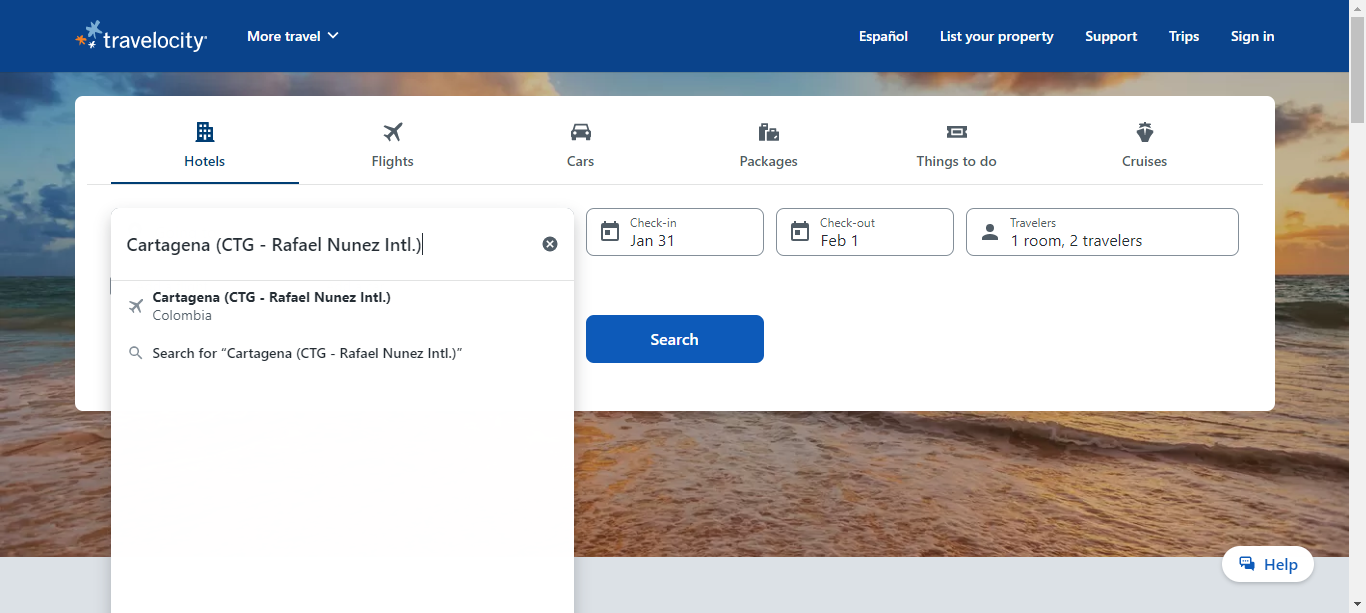 travelocity
More travel
Español
List your property
Support
Trips
Sign in
Hotels
Flights
Cars
Packages
Things to do
Cruises
Cartagena (CTG - Rafael Nunez Intl.)
Check-in
Jan 31
Check-out
Feb 1
Travelers
1 room, 2 travelers
Cartagena (CTG - Rafael Nunez Intl.)
Colombia
Search for “Cartagena (CTG - Rafael Nunez Intl.)”
Search
Help